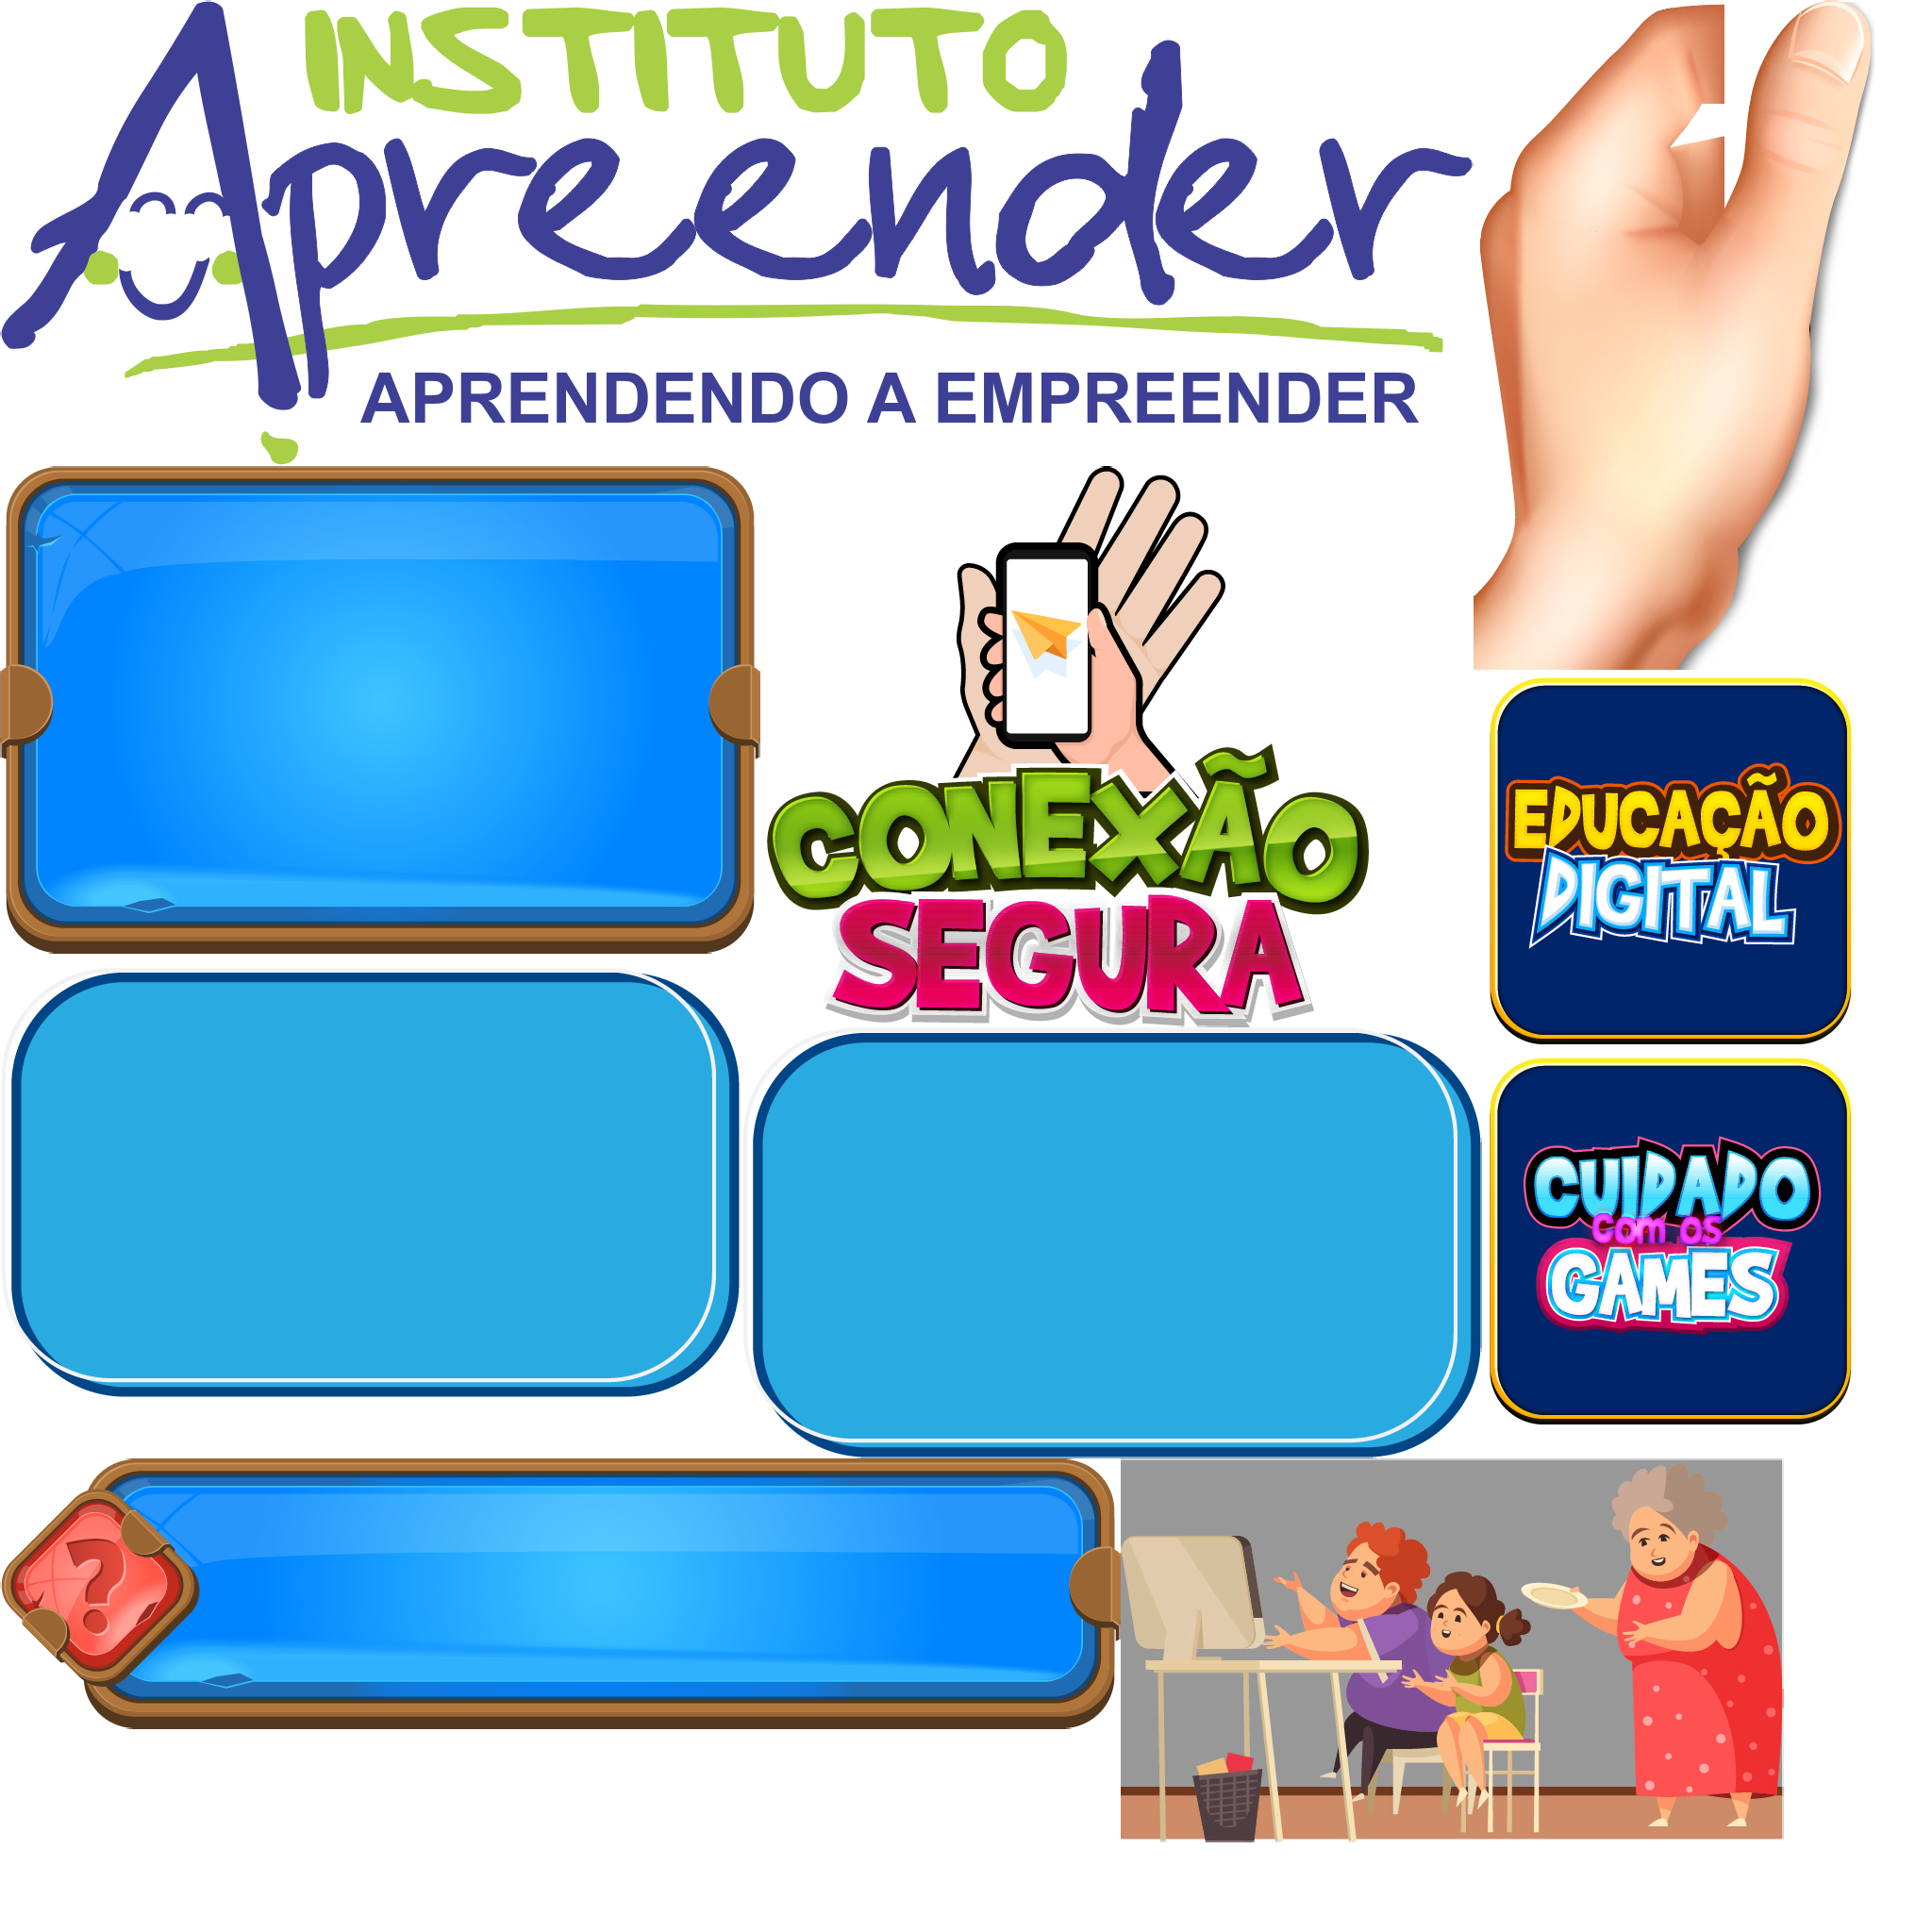 INSTITUTO
Apreender
APRENDENDO A EMPREENDER
CONEXÃO
SEGURA
EDUCAÇÃO
DIGITAL
CUIDADO
com os
GAMES
?